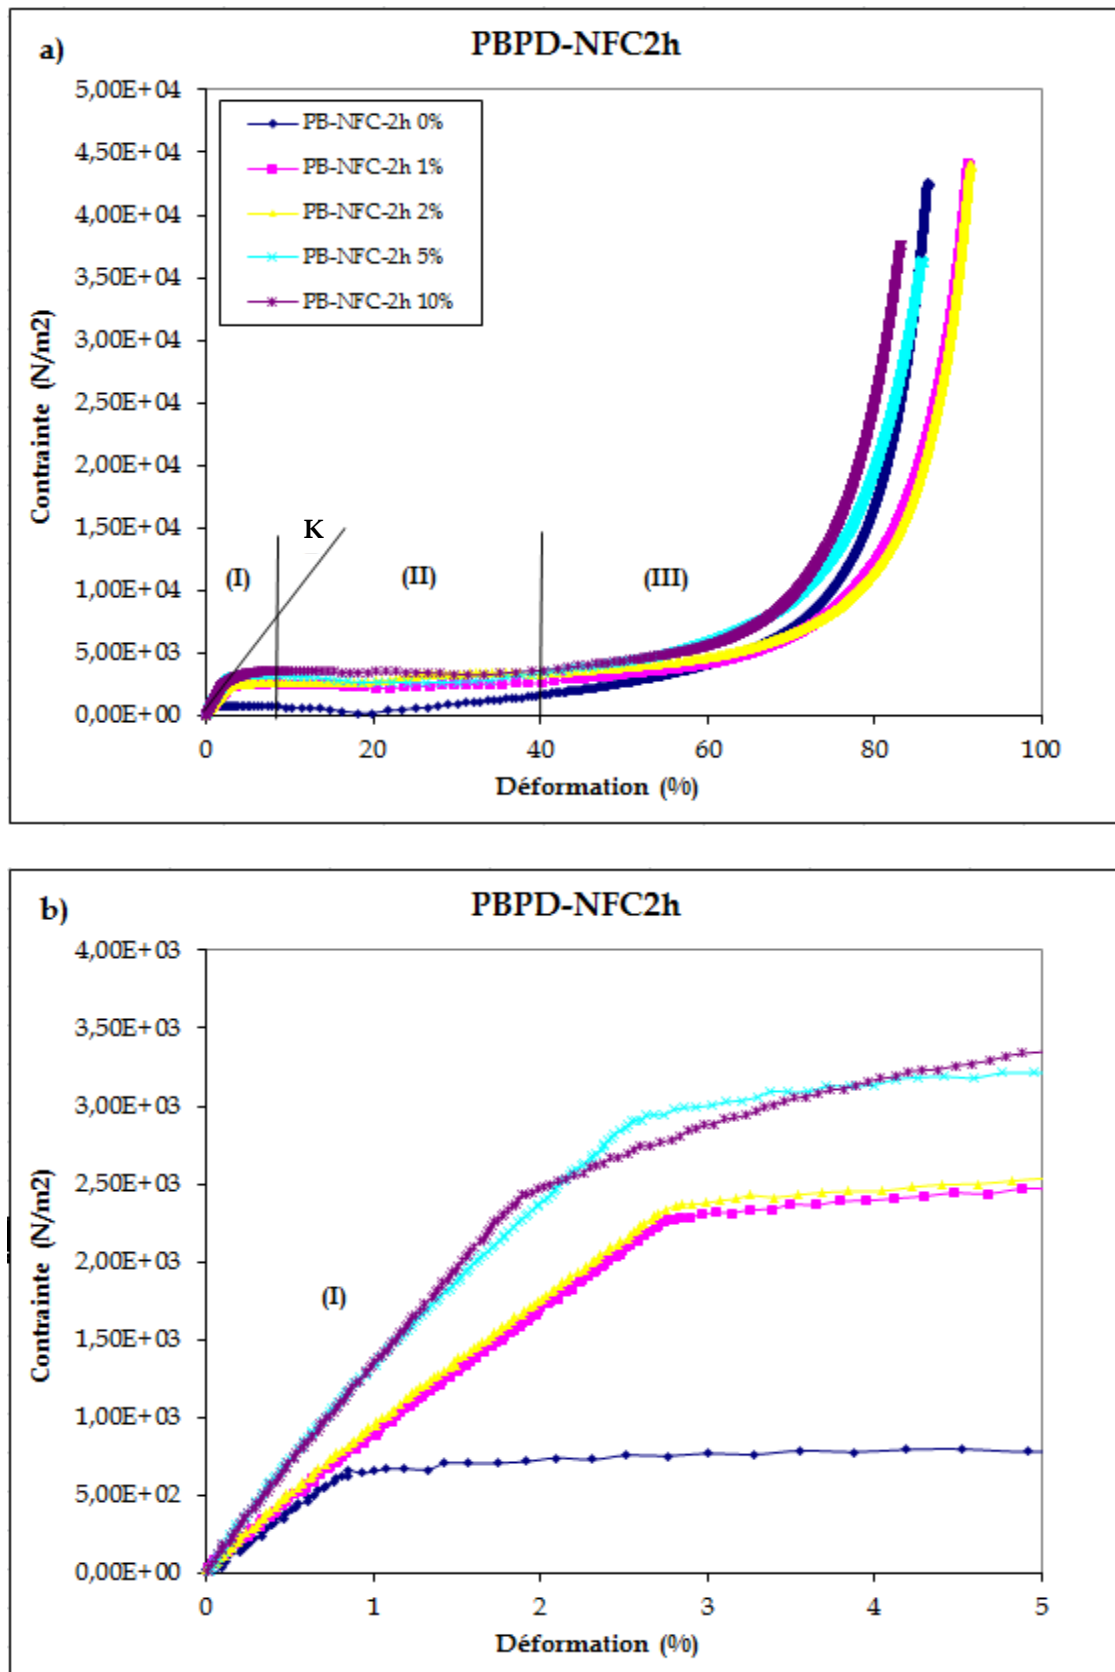 a)
PBPD-NFC2h
5,00E+04
4,50E+04
4,00E+04
3,50E+04
3,00E+04
2,50E+04
2,00E+04
1,50E+04
1,00E+04
5,00E+03
0,00E+00
Contrainte (N/m2)
PB-NFC-2h 0%
PB-NFC-2h 1%
PB-NFC-2h 2%
PB-NFC-2h 5%
PB-NFC-2h 10%
K
(I)
(II)
(III)
0
20
40
60
80
100
Déformation (%)
b)
PBPD-NFC2h
4,00E+03
3,50E+03
3,00E+03
2,50E+03
2,00E+03
1,50E+03
1,00E+03
5,00E+02
0,00E+00
Contrainte (N/m2)
(I)
0
1
2
3
4
5
Déformation (%)